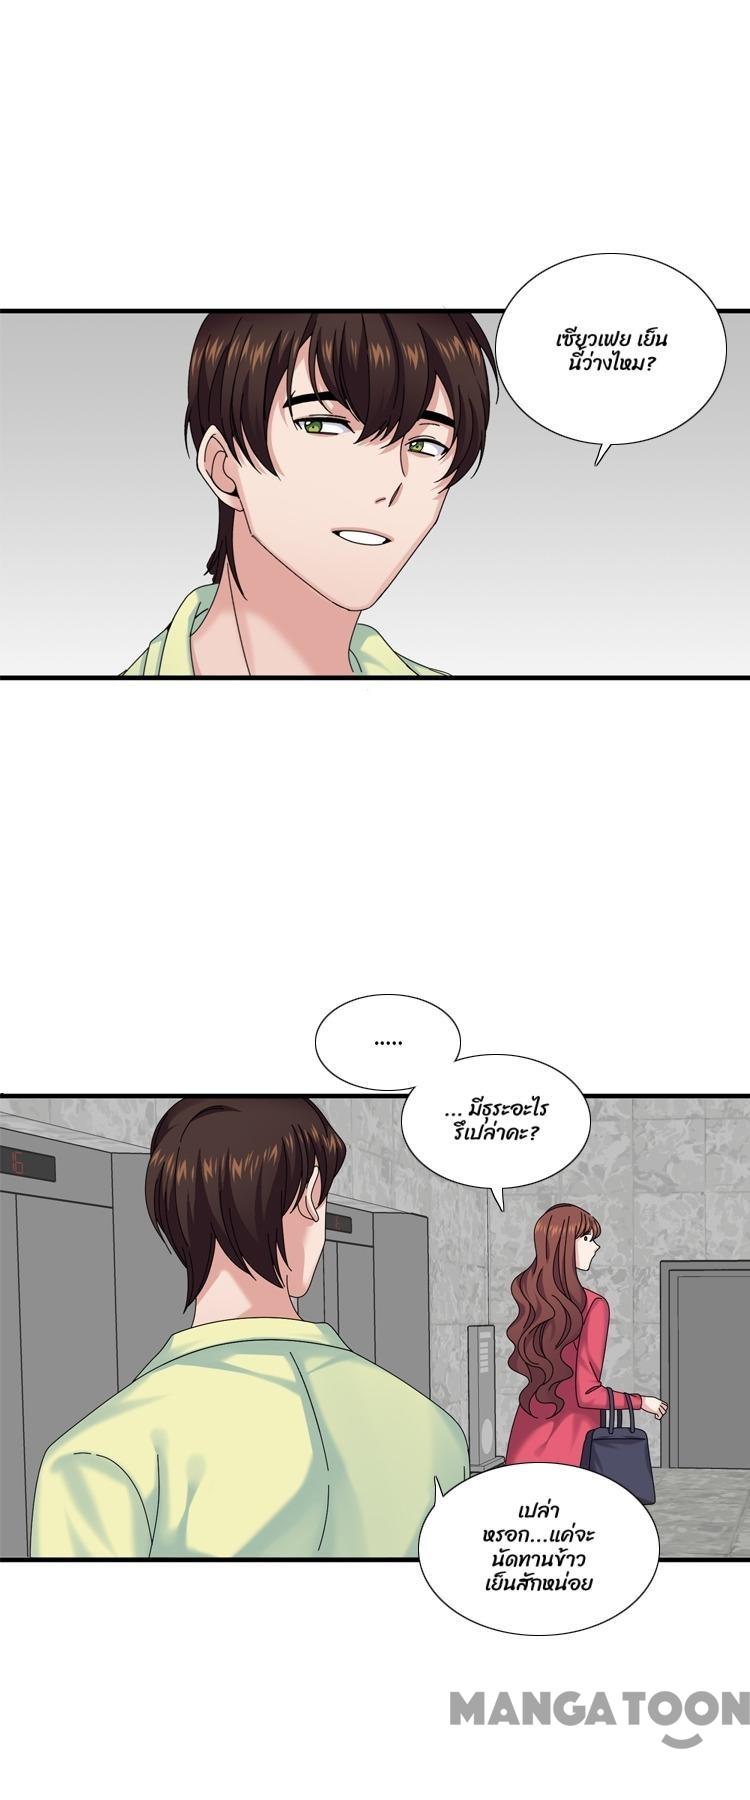 เซียวเฟย เย็น
นี้ว่างไหม?
.....
... มีธุระอะไร
รึเปล่าคะ?
16
เปล่า
หรอก...แค่จะ
นัดทานข้าว
เย็นสักหน่อย
MANGATOON